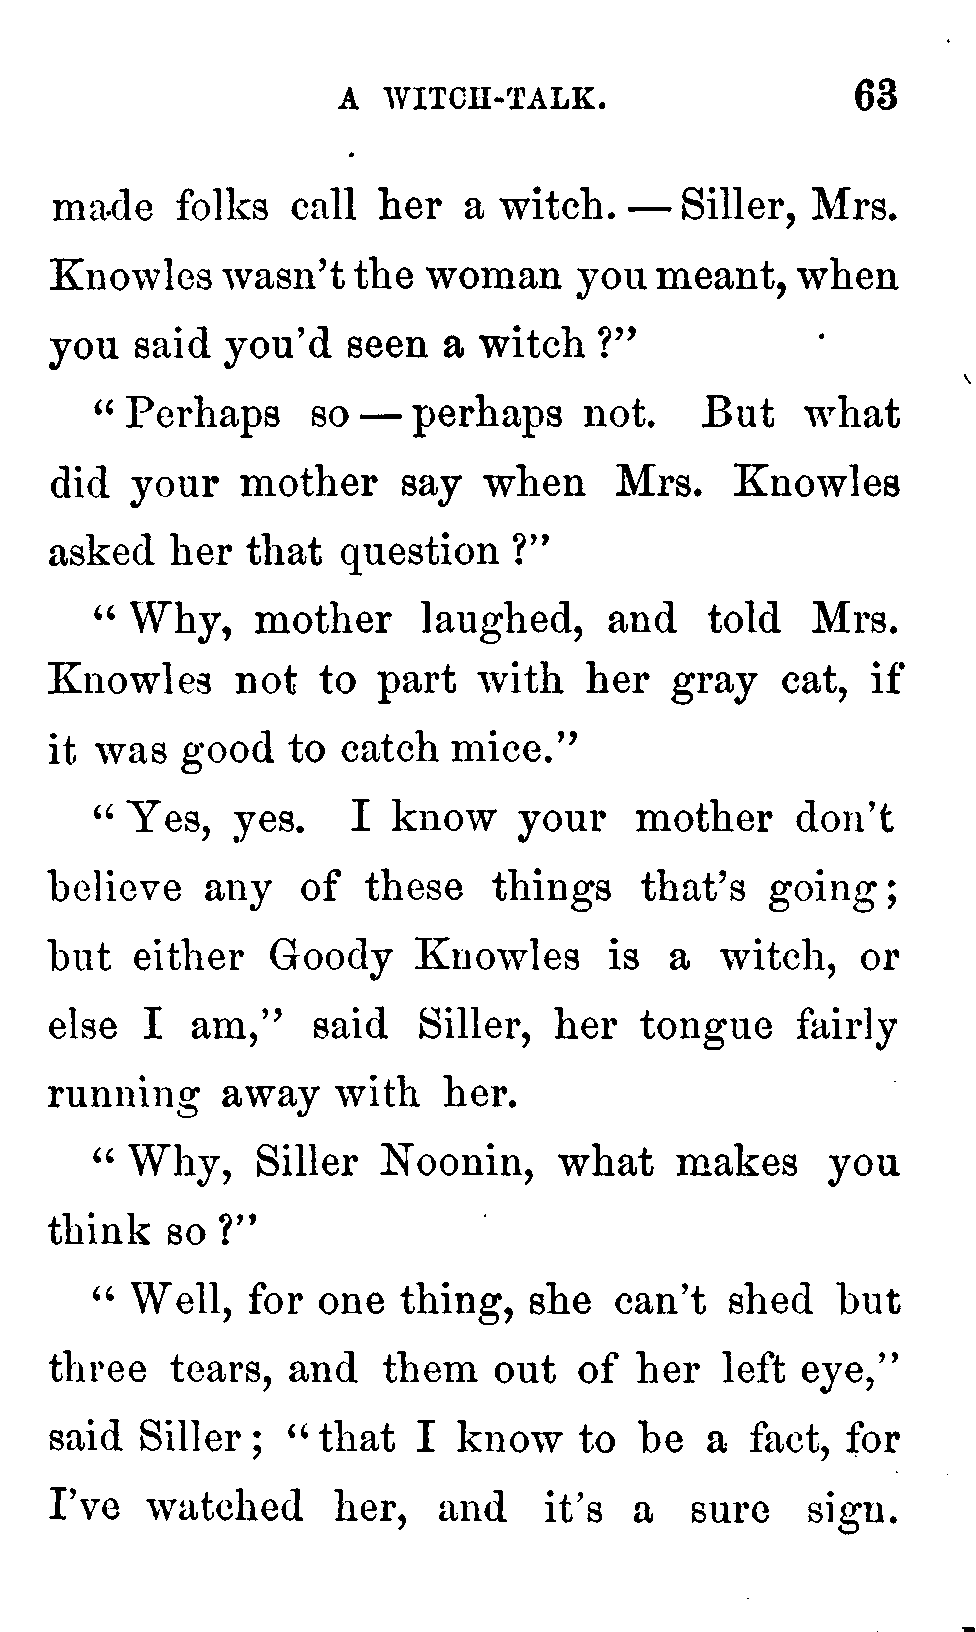 A WITCH-TALK. 63
made folks call her a witch. — Siller, Mrs.
Knowles wasn't the woman you meant, when
you said you'd seen a witch?"
"Perhaps so — perhaps not. But what
did your mother say when Mrs. Knowles
asked her that question?"
"Why, mother laughed, and told Mrs.
Knowles not to part with her gray cat, if
it was good to catch mice."
"Yes, yes. I know your mother don't
believe any of these things that's going;
but either Goody Knowles is a witch, or
else I am," said Siller, her tongue fairly
running away with her.
"Why, Siller Noonin, what makes you
think so?"
"Well, for one thing, she can't shed but
three tears, and them out of her left eye,"
said Siller; "that I know to be a fact, for
I've watched her, and it's a sure sign.